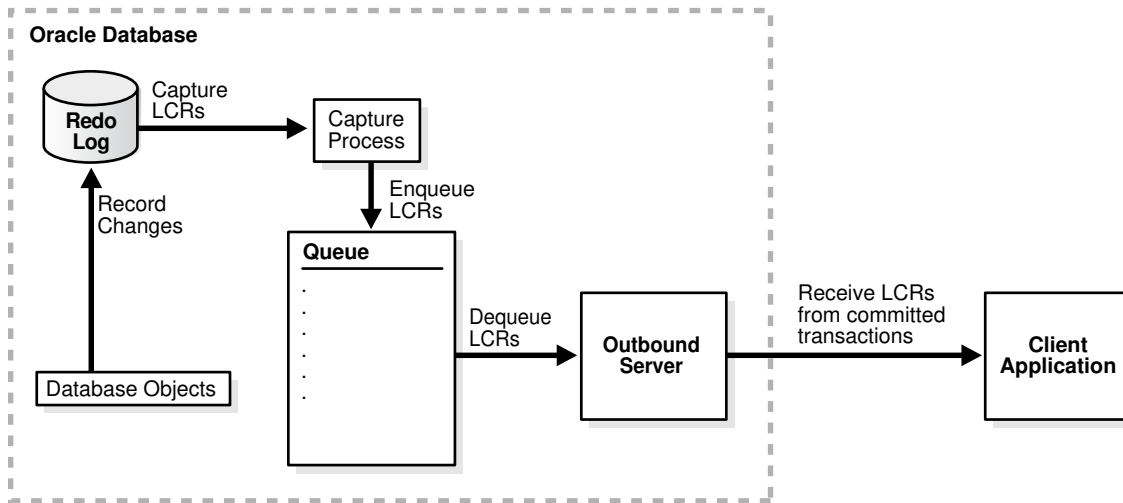 Oracle Database
Capture
LCRs
Redo
Log
Capture
Process
Record
Changes
Enqueue
LCRs
Queue
.
.
.
.
.
.
Dequeue
LCRs
Outbound
Server
Receive LCRs
from committed
transactions
Client
Application
Database Objects